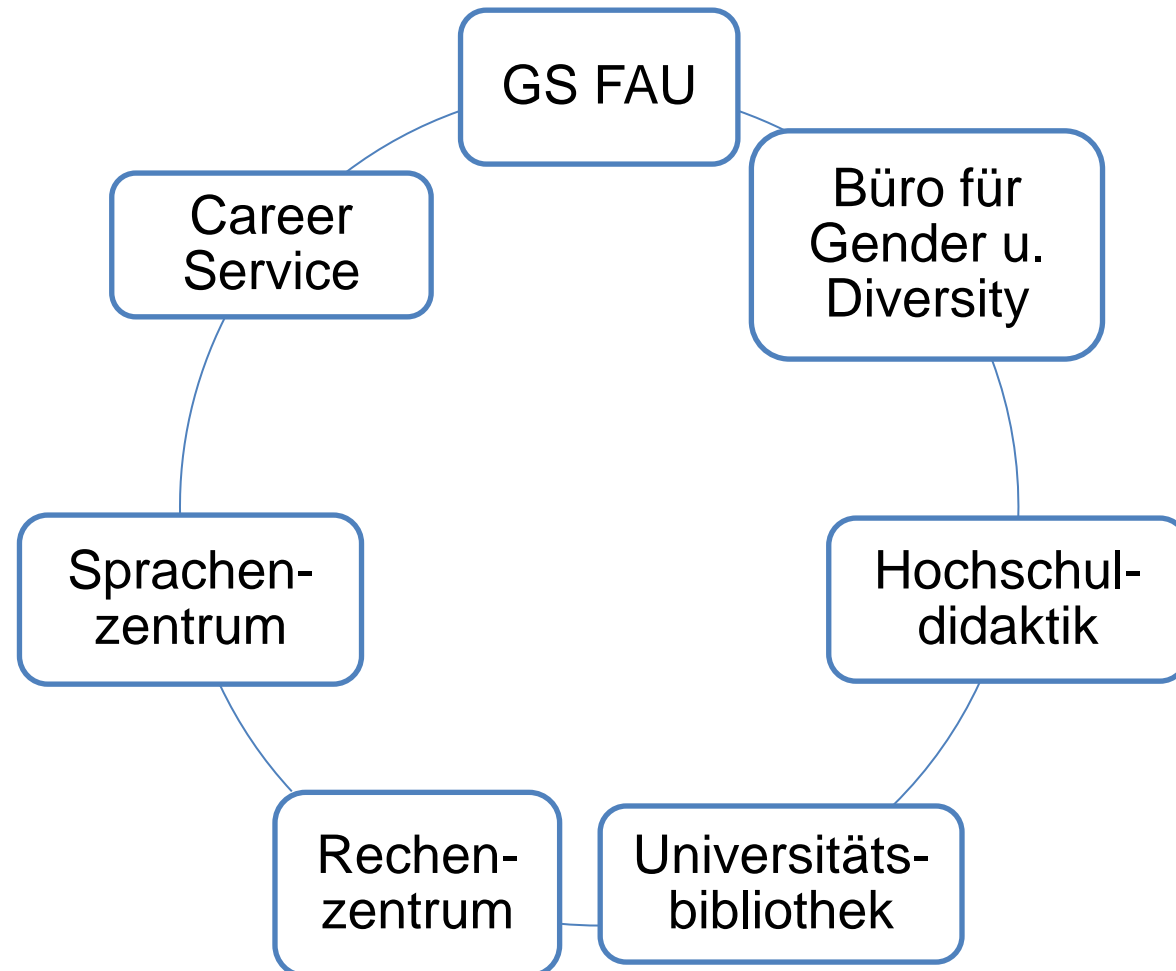 GS FAU
Büro für
Gender u.
Diversity
Hochschul-
didaktik
Universitäts-
bibliothek
Rechen-
zentrum
Sprachen-
zentrum
Career
Service